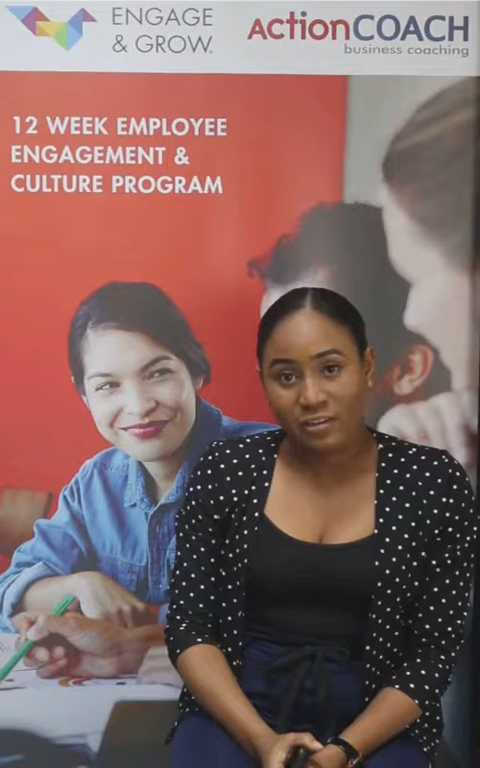 ENGAGE
& GROW®
ActionCOACH
business coaching
12 WEEK EMPLOYEE
ENGAGEMENT &
CULTURE PROGRAM